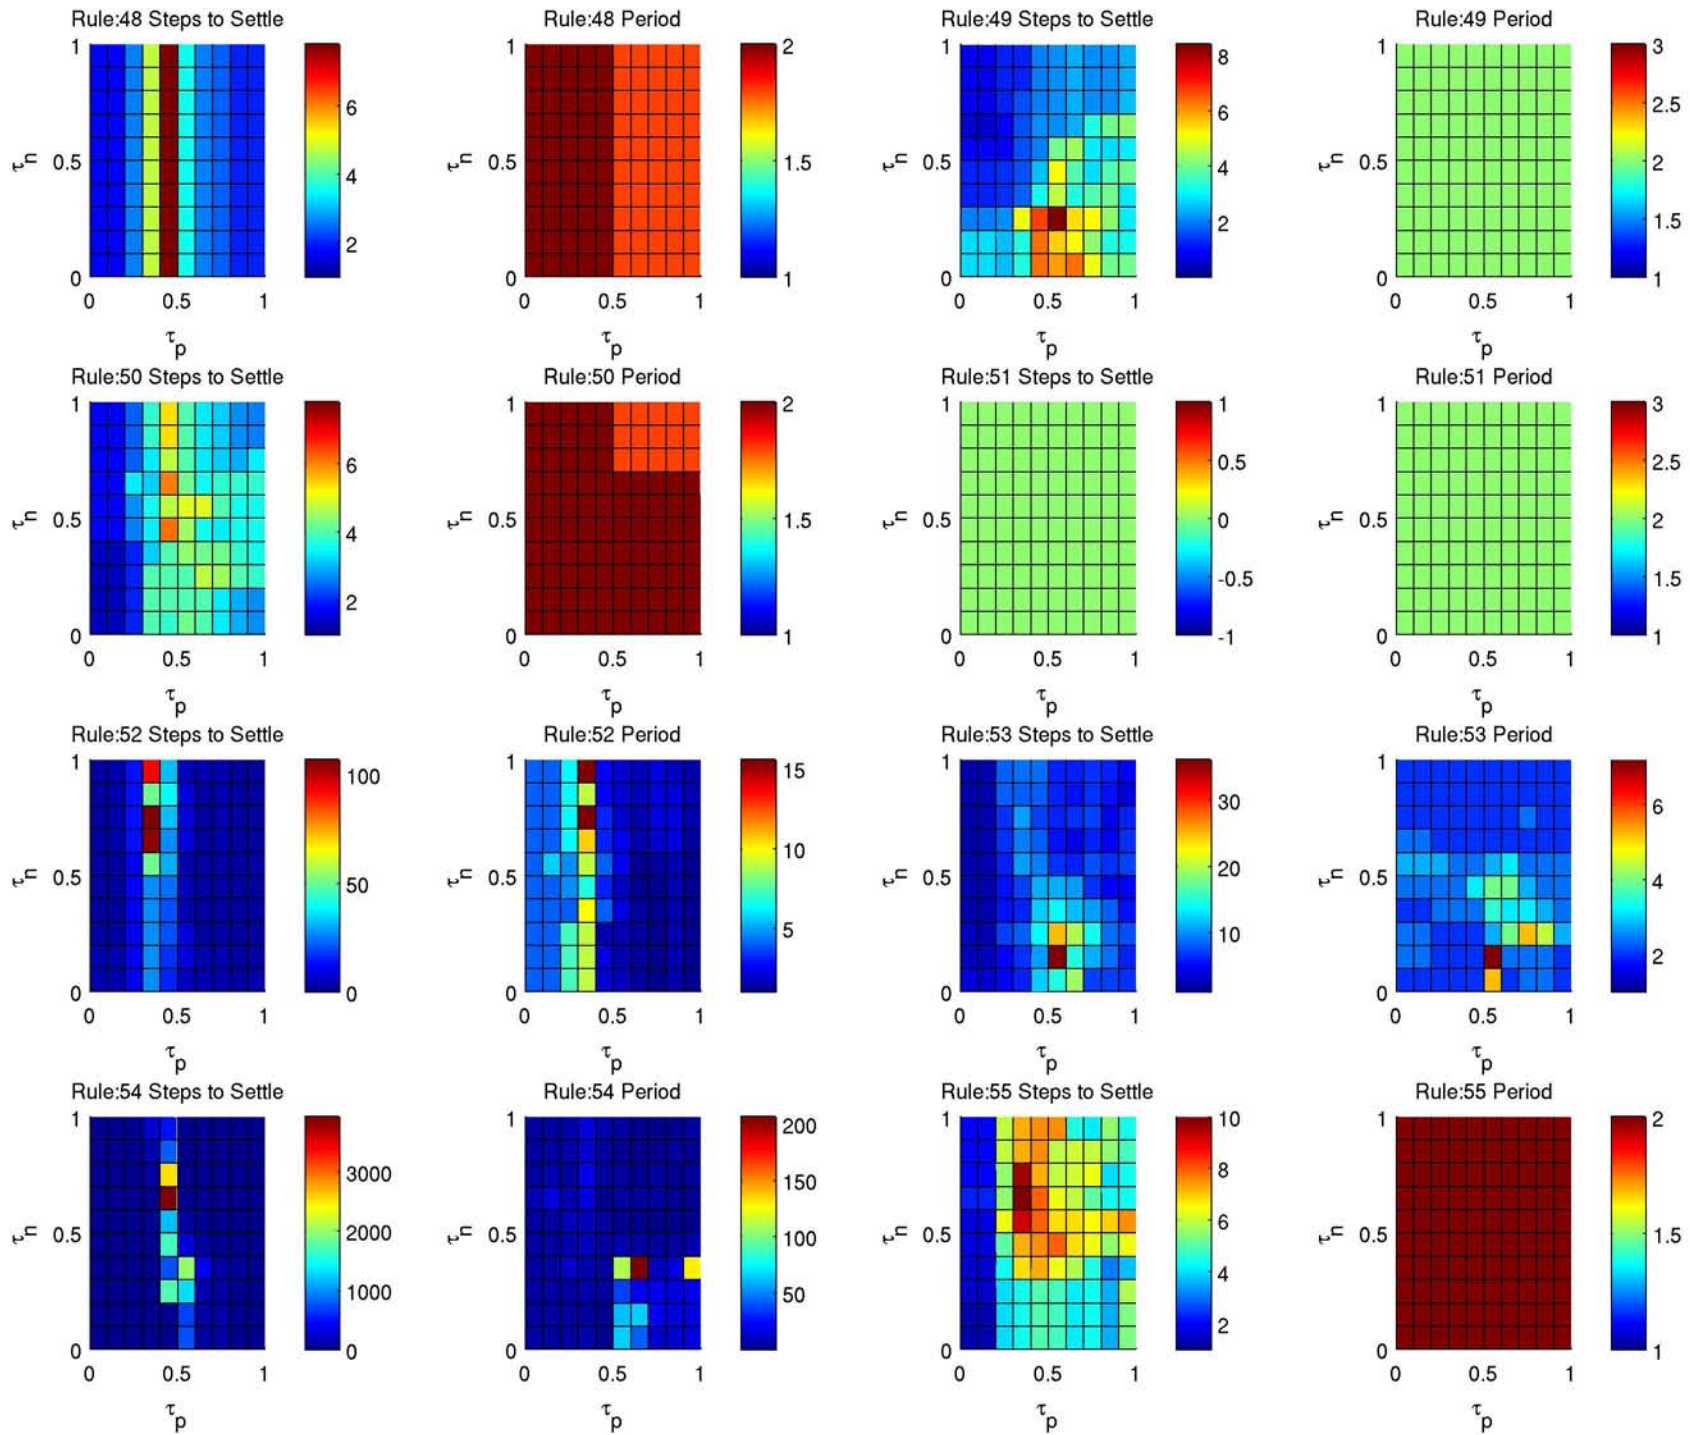 Rule:48 Steps to Settle
Rule:48 Period
Rule:49 Steps to Settle
Rule:49 Period
1
0.5
0
τn
0 0.5 1
τp
6
4
2
1
0.5
0
τn
0 0.5 1
τp
2
1.5
1
1
0.5
0
τn
0 0.5 1
τp
8
6
4
2
1
0.5
0
τn
0 0.5 1
τp
3
2.5
2
1.5
1
Rule:50 Steps to Settle
Rule:50 Period
Rule:51 Steps to Settle
Rule:51 Period
1
0.5
0
τn
0 0.5 1
τp
6
4
2
1
0.5
0
τn
0 0.5 1
τp
2
1.5
1
1
0.5
0
τn
0 0.5 1
τp
1
0.5
0
-0.5
-1
1
0.5
0
τn
0 0.5 1
τp
3
2.5
2
1.5
1
Rule:52 Steps to Settle
Rule:52 Period
Rule:53 Steps to Settle
Rule:53 Period
1
0.5
0
τn
0 0.5 1
τp
100
50
0
1
0.5
0
τn
0 0.5 1
τp
15
10
5
1
0.5
0
τn
0 0.5 1
τp
30
20
10
1
0.5
0
τn
0 0.5 1
τp
6
4
2
Rule:54 Steps to Settle
Rule:54 Period
Rule:55 Steps to Settle
Rule:55 Period
1
0.5
0
τn
0 0.5 1
τp
3000
2000
1000
0
1
0.5
0
τn
0 0.5 1
τp
200
150
100
50
1
0.5
0
τn
0 0.5 1
τp
10
8
6
4
2
1
0.5
0
τn
0 0.5 1
τp
2
1.5
1